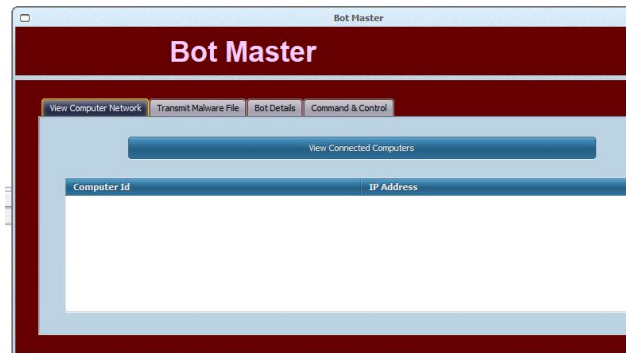 Bot Master
Bot Master
View Computer Network Transmit Malware File Bot Details Command & Control
View Connected Computers
Computer Id IP Address